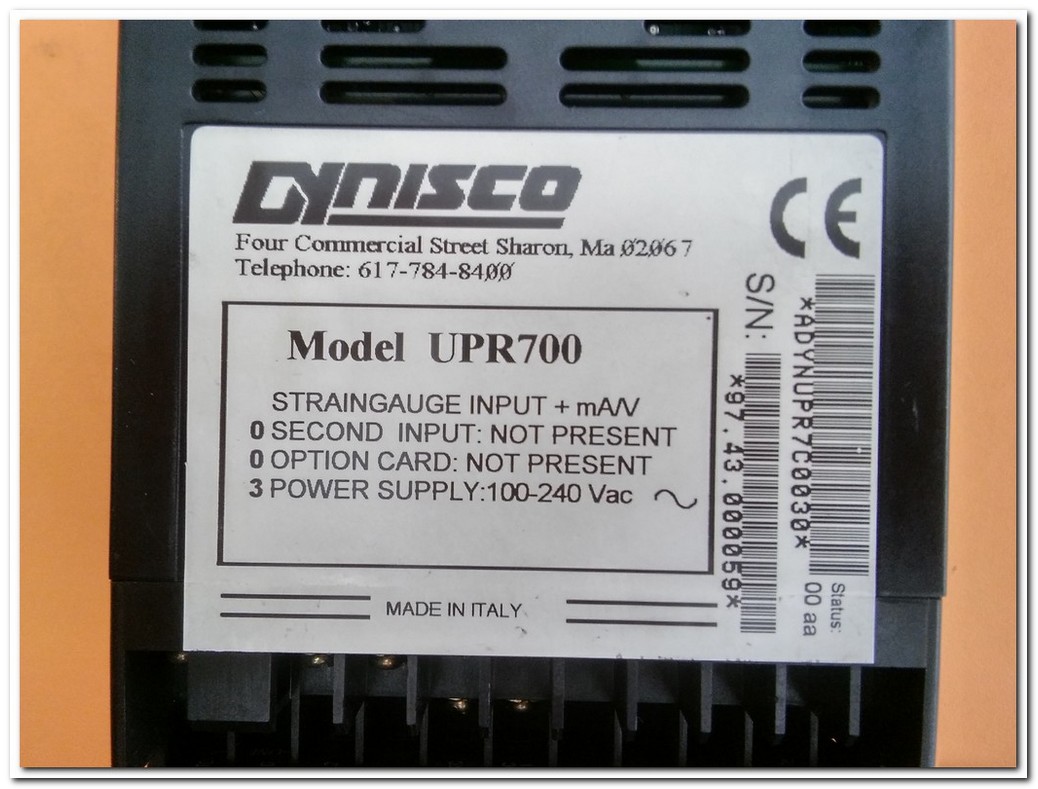 DYNISCO
Four Commercial Street Sharon, Ma 02067
Telephone: 617-784-8400
Model UPR700
STRAINGAUGE INPUT + mA/V
0 SECOND INPUT: NOT PRESENT
0 OPTION CARD: NOT PRESENT
3 POWER SUPPLY:100-240 Vac ~
MADE IN ITALY
CE
S/N: *97.43.000059*
*ADYNUPR7C0030*
Status: 00 aa